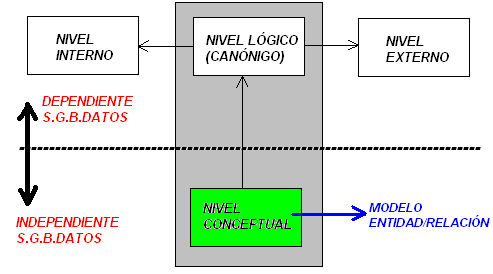 NIVEL
INTERNO
NIVEL LÓGICO
(CANÓNIGO)
NIVEL
EXTERNO
DEPENDIENTE
S.G.B.DATOS
INDEPENDIENTE
S.G.B.DATOS
NIVEL
CONCEPTUAL
MODELO
ENTIDAD/RELACIÓN